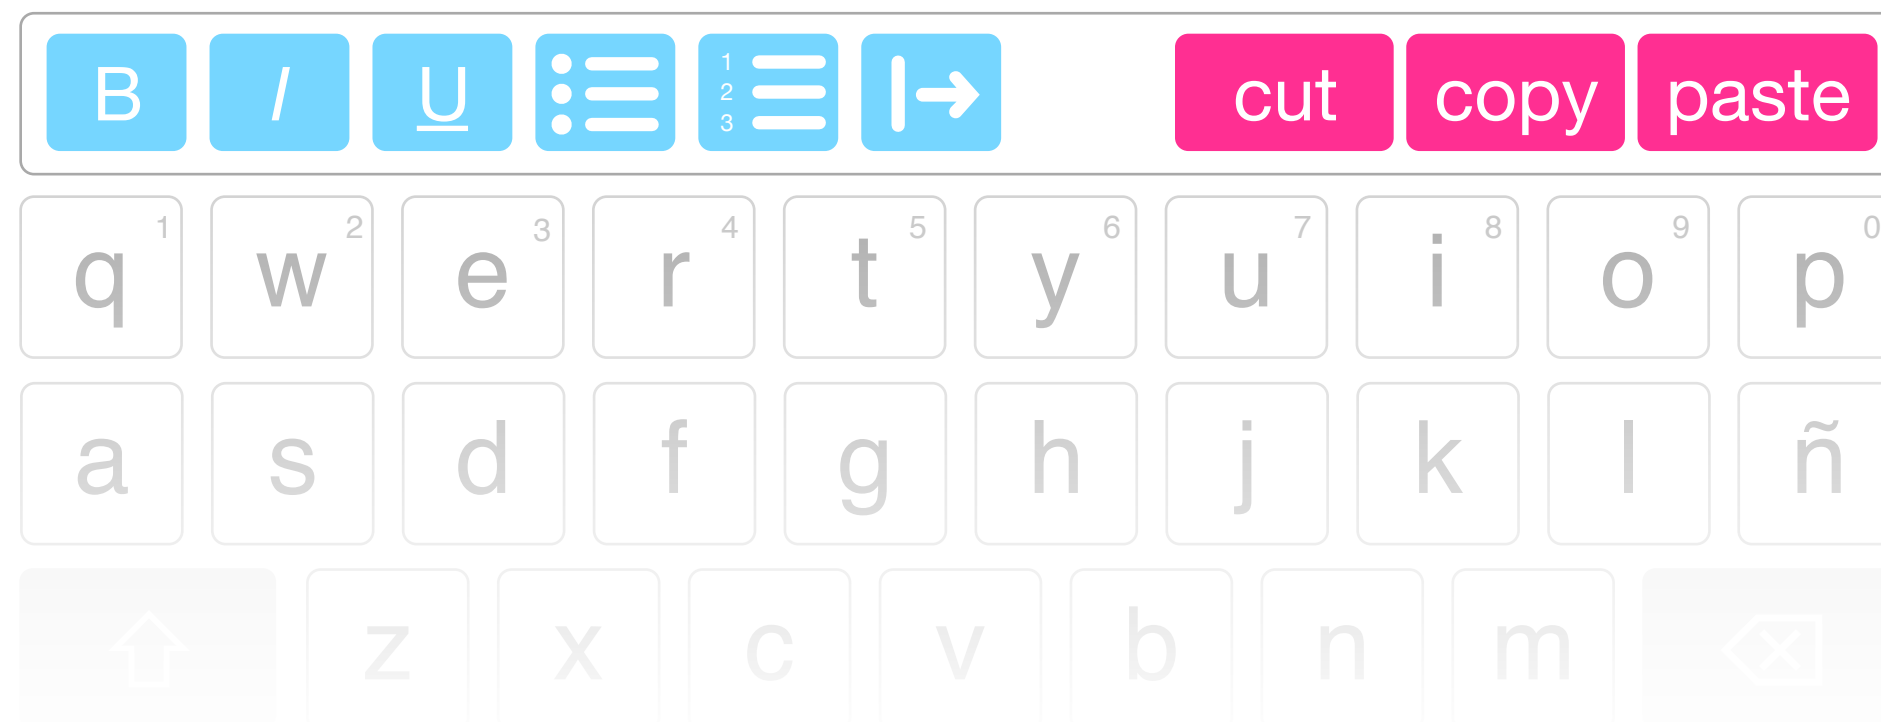 B I U 1 2 3 cut copy paste
q 1 w 2 e 3 r 4 t 5 y 6 u 7 i 8 o 9 p 0
a s d f g h j k l ñ
z x c v b n m